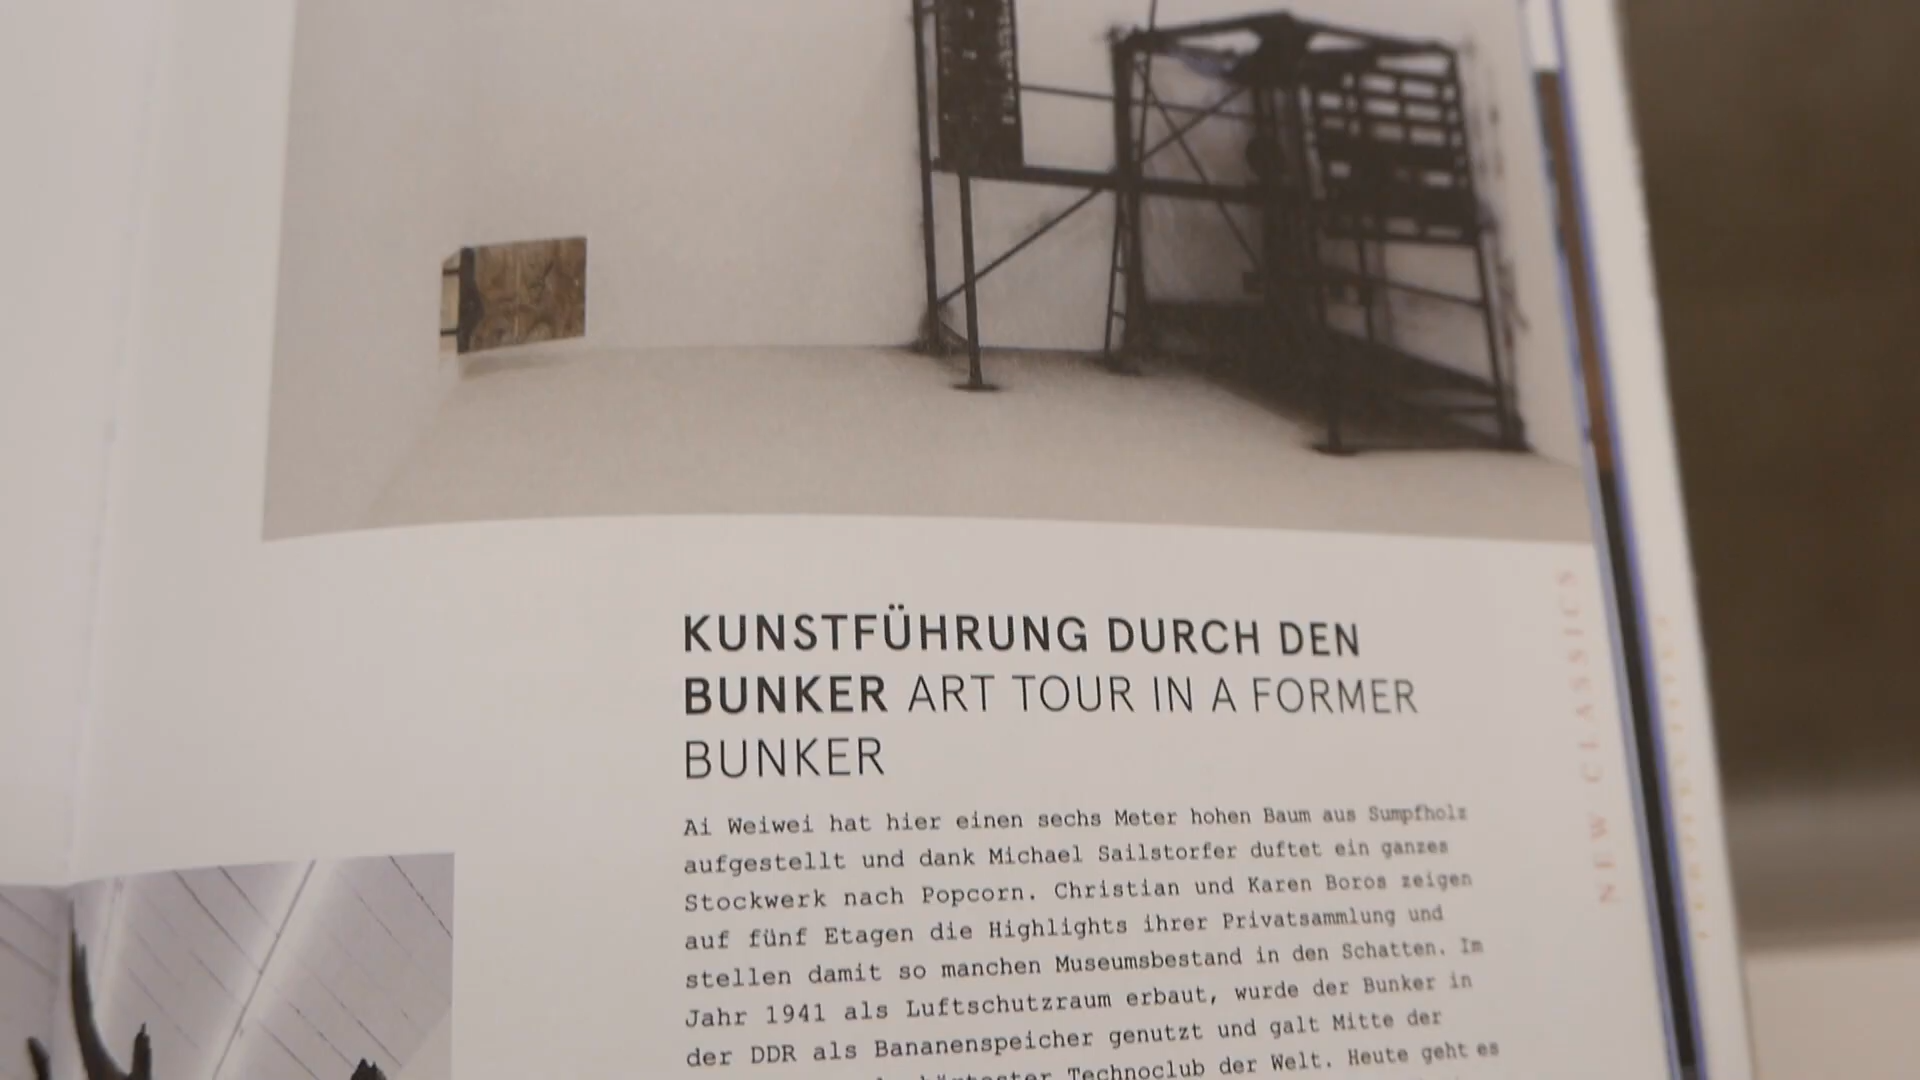 KUNSTFÜHRUNG DURCH DEN
BUNKER ART TOUR IN A FORMER
BUNKER
Ai Weiwei hat hier einen sechs Meter hohen Baum aus Sumpfholz
aufgestellt und dank Michael Sailstorfer duftet ein ganzes
Stockwerk nach Popcorn. Christian und Karen Boros zeigen
auf fünf Etagen die Highlights ihrer Privatsammlung und
stellen damit so manchen Museumsbestand in den Schatten. Im
Jahr 1941 als Luftschutzraum erbaut, wurde der Bunker in
der DDR als Bananenspeicher genutzt und galt Mitte der
Technoclub der Welt. Heute geht es
NEW CLASSICS